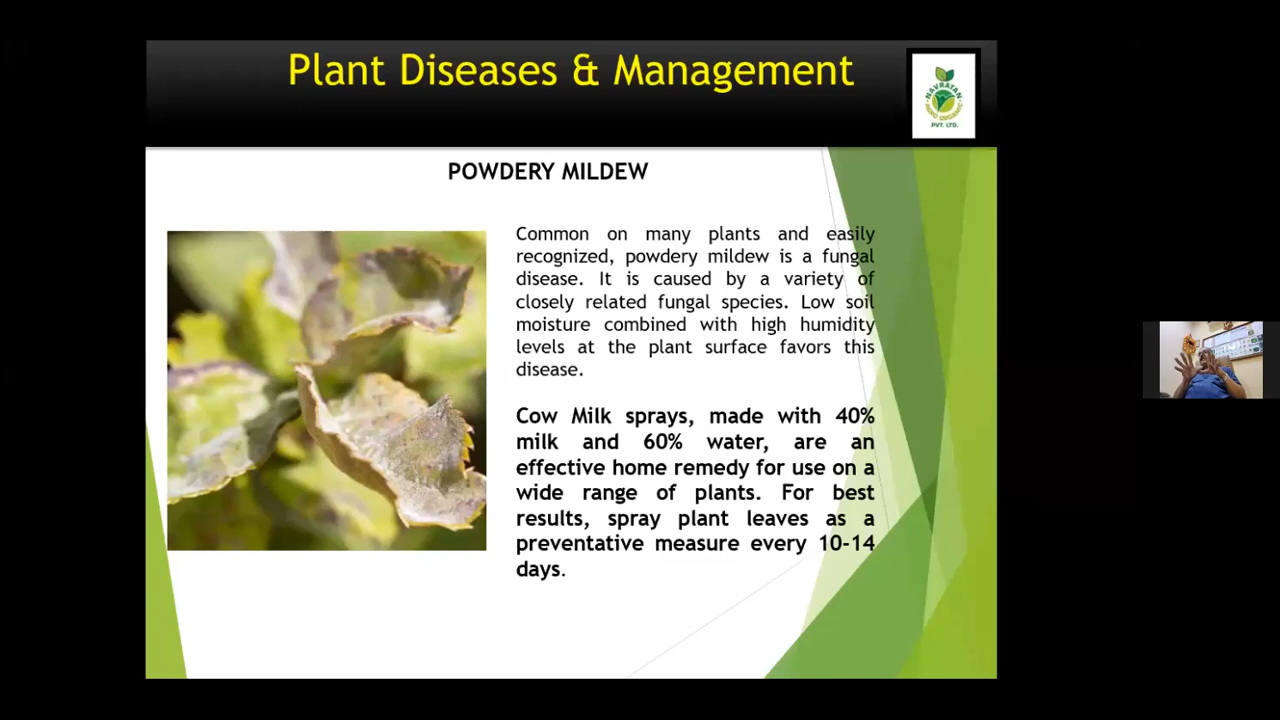 Plant Diseases & Management
NAVRATAN
PVT. LTD.
POWDERY MILDEW
Common on many plants and easily
recognized, powdery mildew is a fungal
disease. It is caused by a variety of
closely related fungal species. Low soil
moisture combined with high humidity
levels at the plant surface favors this
disease.
Cow Milk sprays, made with 40%
milk and 60% water, are an
effective home remedy for use on a
wide range of plants. For best
results, spray plant leaves as a
preventative measure every 10-14
days.